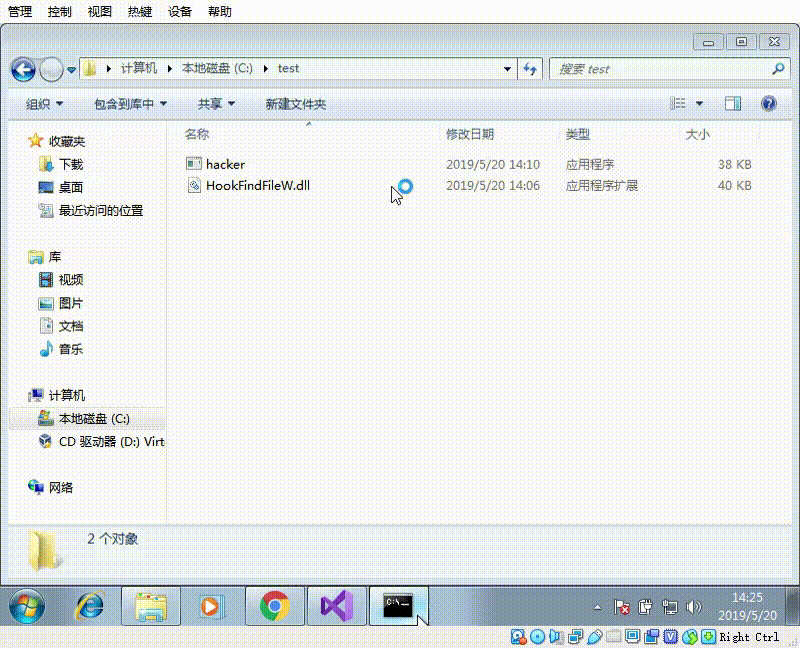 管理 控制 视图 热键 设备 帮助
计算机 本地磁盘 (C:) test 搜索 test
组织 包含到库中 共享 新建文件夹
名称 修改日期 类型 大小
hacker 2019/5/20 14:10 应用程序 38 KB
HookFindFileW.dll 2019/5/20 14:06 应用程序扩展 40 KB
收藏夹
下载
桌面
最近访问的位置
库
视频
图片
文档
音乐
计算机
本地磁盘 (C:)
CD 驱动器 (D:) Virt
网络
2 个对象
C:\
14:25
2019/5/20
Right Ctrl